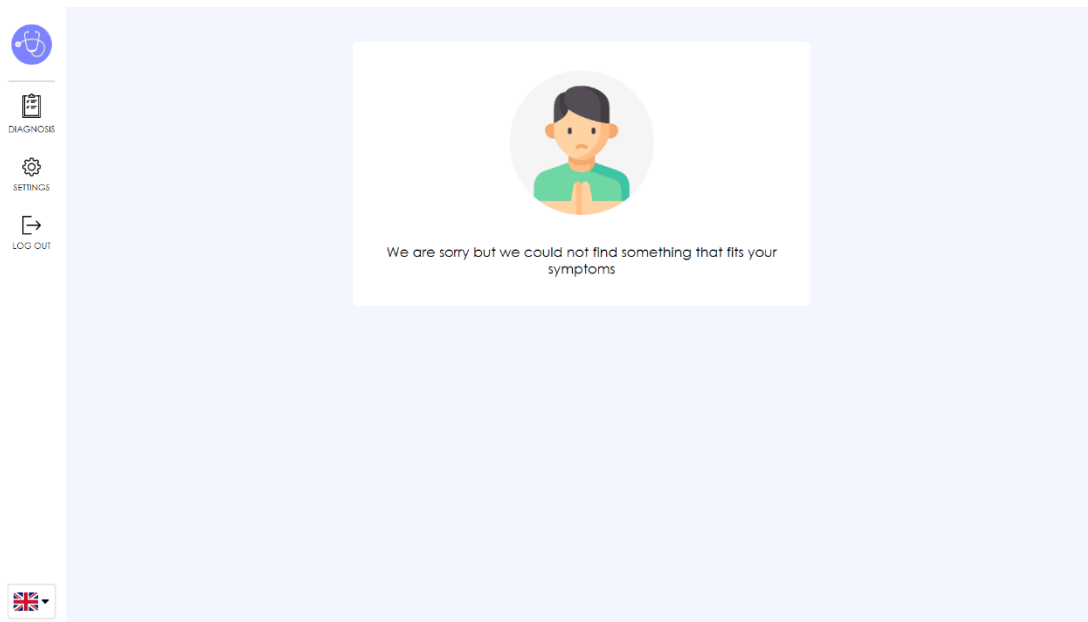 DIAGNOSIS
SETTINGS
LOG OUT
We are sorry but we could not find something that fits your
symptoms